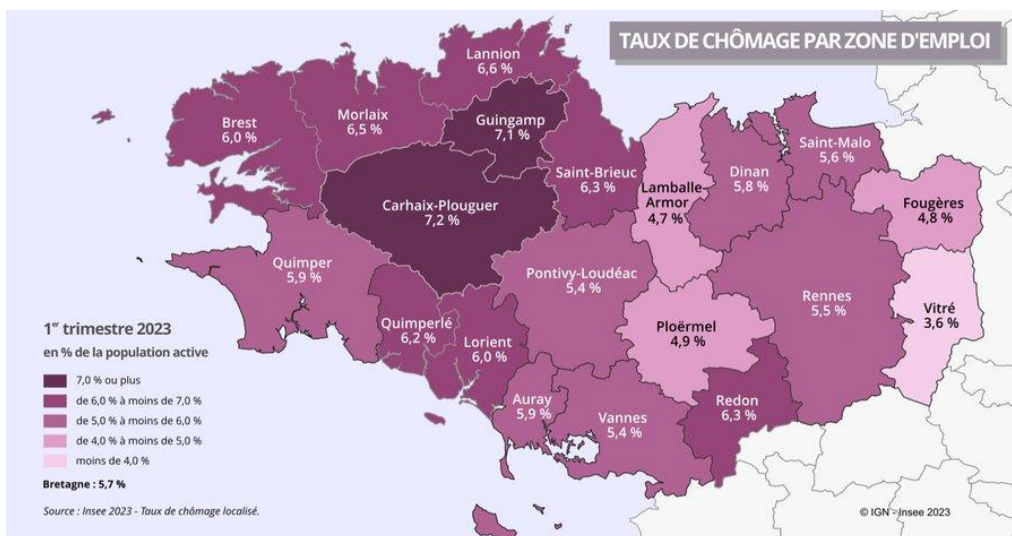 TAUX DE CHÔMAGE PAR ZONE D'EMPLOI
Lannion
6,6 %
Guingamp
7,1 %
Morlaix
6,5 %
Brest
6,0 %
Saint-Brieuc
6,3 %
Saint-Malo
5,6 %
Dinan
5,8 %
Lamballe-
Armor
4,7 %
Fougères
4,8 %
Carhaix-Plouguer
7,2 %
Quimper
5,9 %
Pontivy-Loudéac
5,4 %
Rennes
5,5 %
Vitré
3,6 %
Quimperlé
6,2 %
Lorient
6,0 %
Ploërmel
4,9 %
Auray
5,9 %
Vannes
5,4 %
Redon
6,3 %
1er trimestre 2023
en % de la population active
7,0 % ou plus
de 6,0 % à moins de 7,0 %
de 5,0 % à moins de 6,0 %
de 4,0 % à moins de 5,0 %
moins de 4,0 %
Bretagne : 5,7 %
Source : Insee 2023 - Taux de chômage localisé.
© IGN - Insee 2023